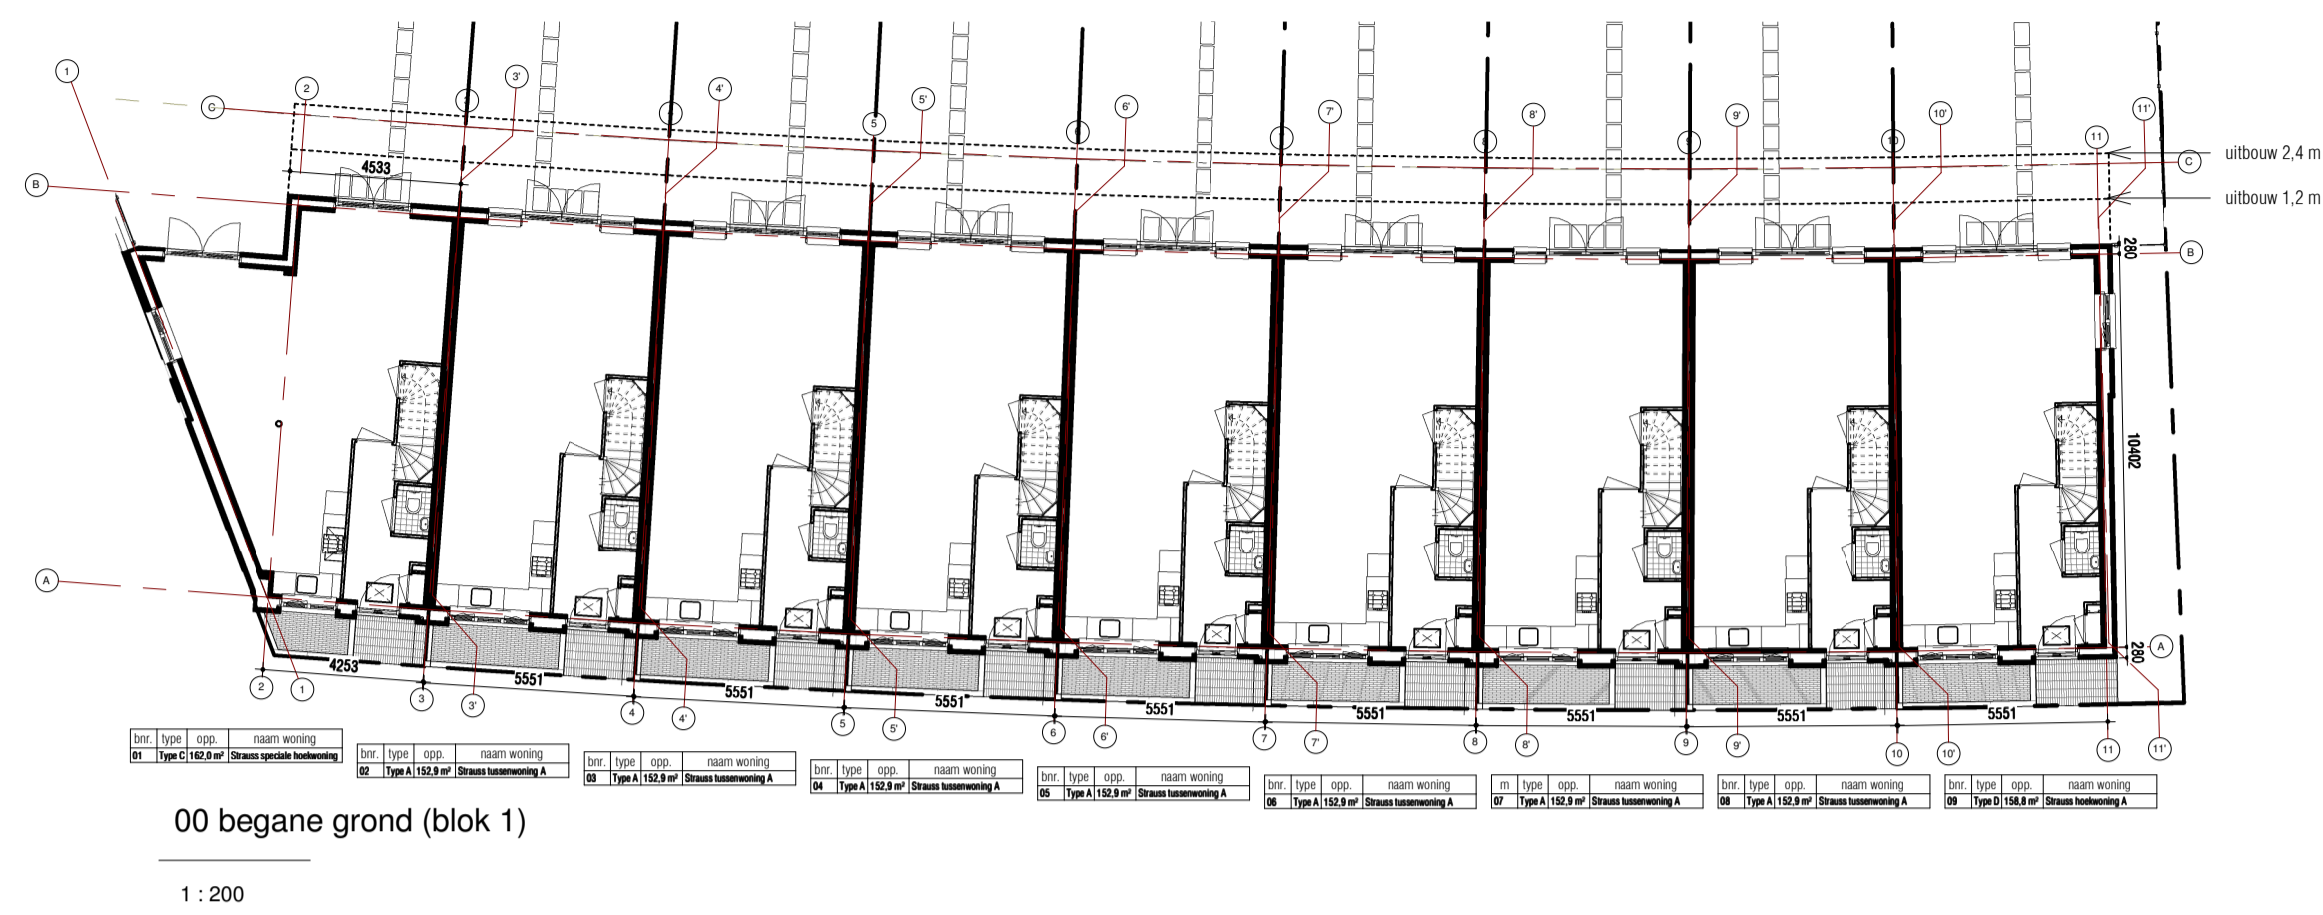 1
2
3'
4'
5'
6'
7'
8'
9'
10'
11'
C
3
4
5
6
7
8
9
10
11
uitbouw 2,4 m
C
4533
B
uitbouw 1,2 m
280
B
10402
A
280
A
4253
5551
5551
5551
5551
5551
5551
5551
5551
2
1
3
3'
4
4'
5
5'
6
6'
7
7'
8
8'
9
9'
10
10'
11
11'
bnr. type opp. naam woning
01 Type C 162,0 m² Strauss speciale hoekwoning
bnr. type opp. naam woning
02 Type A 152,9 m² Strauss tussenwoning A
bnr. type opp. naam woning
03 Type A 152,9 m² Strauss tussenwoning A
bnr. type opp. naam woning
04 Type A 152,9 m² Strauss tussenwoning A
bnr. type opp. naam woning
05 Type A 152,9 m² Strauss tussenwoning A
bnr. type opp. naam woning
06 Type A 152,9 m² Strauss tussenwoning A
m type opp. naam woning
07 Type A 152,9 m² Strauss tussenwoning A
bnr. type opp. naam woning
08 Type A 152,9 m² Strauss tussenwoning A
bnr. type opp. naam woning
09 Type D 158,8 m² Strauss hoekwoning A
00 begane grond (blok 1)
1 : 200